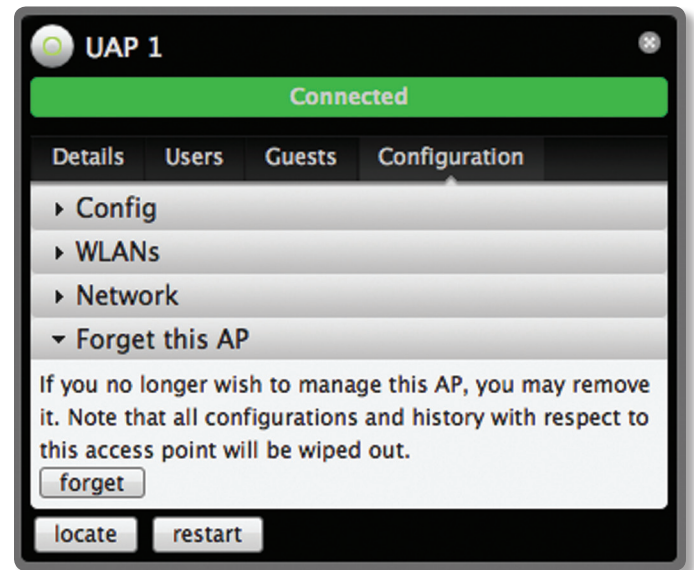 UAP 1
Connected
Details Users Guests Configuration
Config
WLANs
Network
Forget this AP
If you no longer wish to manage this AP, you may remove
it. Note that all configurations and history with respect to
this access point will be wiped out.
forget
locate restart